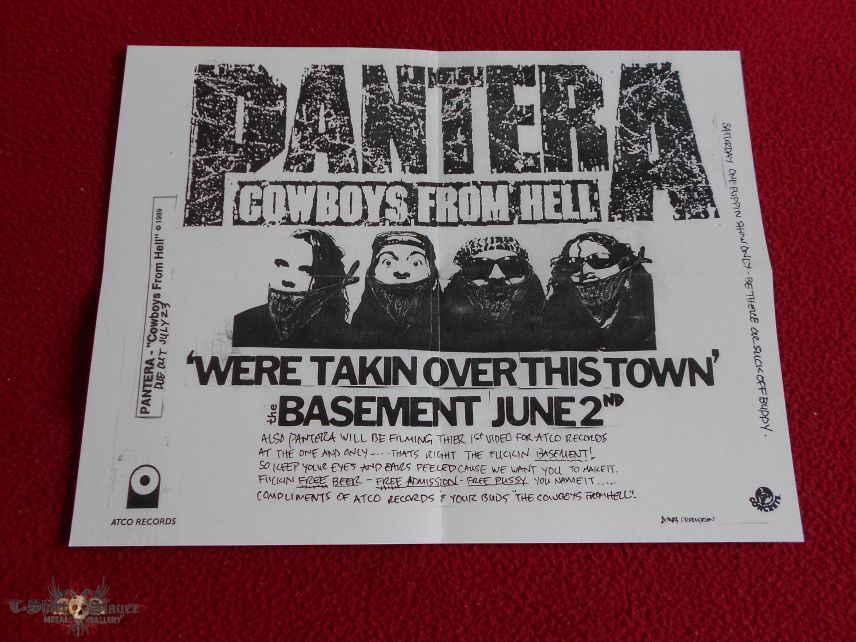 PANTERA
COWBOYS FROM HELL
SATURDAY ONE RIPPIN SHOW ONLY - BE THERE OR SUCK OFF BUDDY.
PANTERA - "Cowboys From Hell" © 1989
DUE OUT JULY 23
'WERE TAKIN OVER THIS TOWN'
the BASEMENT JUNE 2ND
ALSO PANTERA WILL BE FILMING THIER 1ST VIDEO FOR ATCO RECORDS
AT THE ONE AND ONLY---- THATS RIGHT THE FUCKIN BASEMENT!
SO KEEP YOUR EYES AND EARS PEELED CAUSE WE WANT YOU TO MAKE IT.
FUCKIN FREE BEER - FREE ADMISSION - FREE PUSSY YOU NAME IT.....
COMPLIMENTS OF ATCO RECORDS & YOUR BUDS "THE COWBOYS FROM HELL".
ATCO RECORDS
CONCRETE
PRODUCTION
T-Shirt Slayer
METAL GALLERY